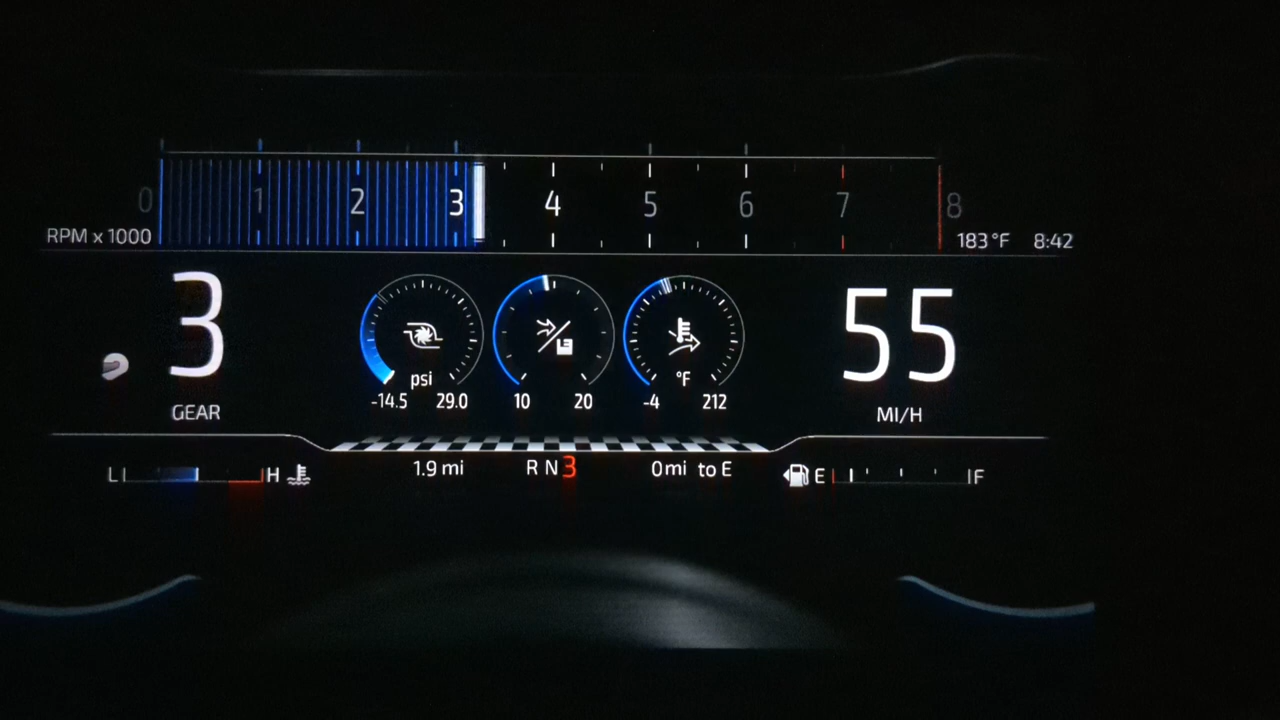 0 1 2 3 4 5 6 7 8
RPM x 1000
183 °F 8:42
3
GEAR
psi
-14.5 29.0
10 20
°F
-4 212
55
MI/H
L H
1.9 mi
R N 3
0 mi to E
E F